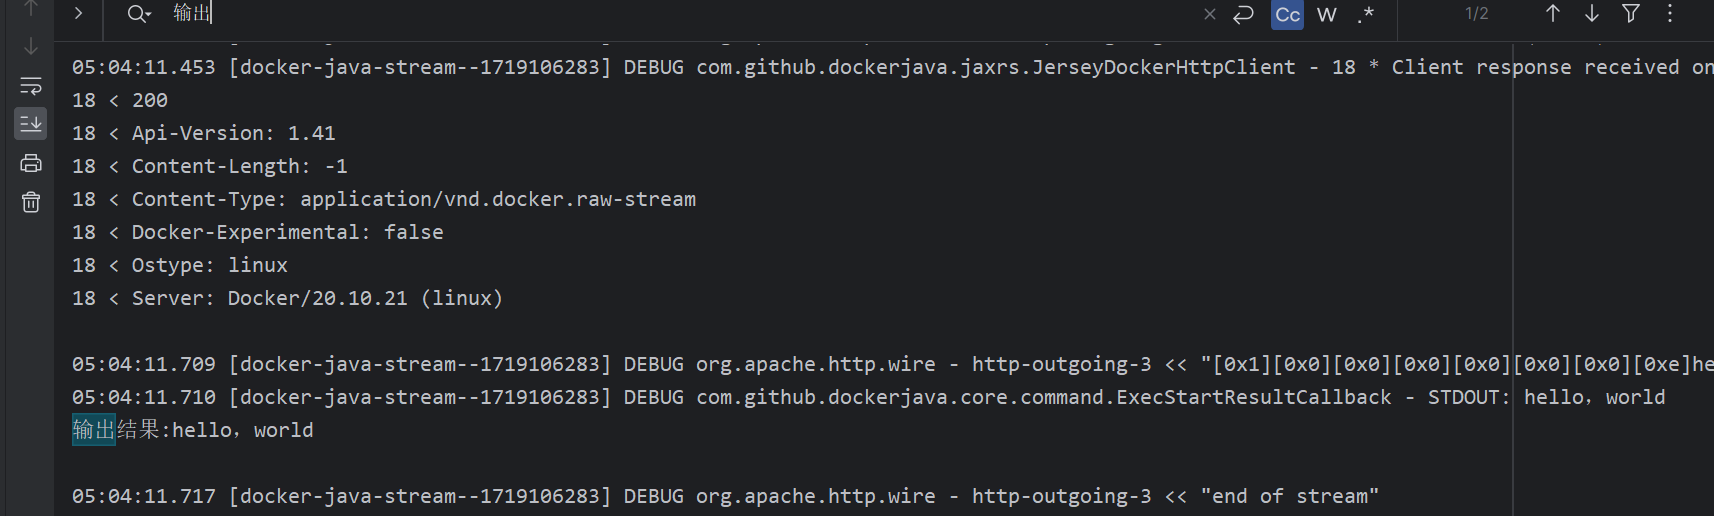 输出
Cc W .* 1/2
05:04:11.453 [docker-java-stream--1719106283] DEBUG com.github.dockerjava.jaxrs.JerseyDockerHttpClient - 18 * Client response received on
18 < 200
18 < Api-Version: 1.41
18 < Content-Length: -1
18 < Content-Type: application/vnd.docker.raw-stream
18 < Docker-Experimental: false
18 < Ostype: linux
18 < Server: Docker/20.10.21 (linux)
05:04:11.709 [docker-java-stream--1719106283] DEBUG org.apache.http.wire - http-outgoing-3 << "[0x1][0x0][0x0][0x0][0x0][0x0][0x0][0xe]he
05:04:11.710 [docker-java-stream--1719106283] DEBUG com.github.dockerjava.core.command.ExecStartResultCallback - STDOUT: hello，world
输出结果:hello，world
05:04:11.717 [docker-java-stream--1719106283] DEBUG org.apache.http.wire - http-outgoing-3 << "end of stream"